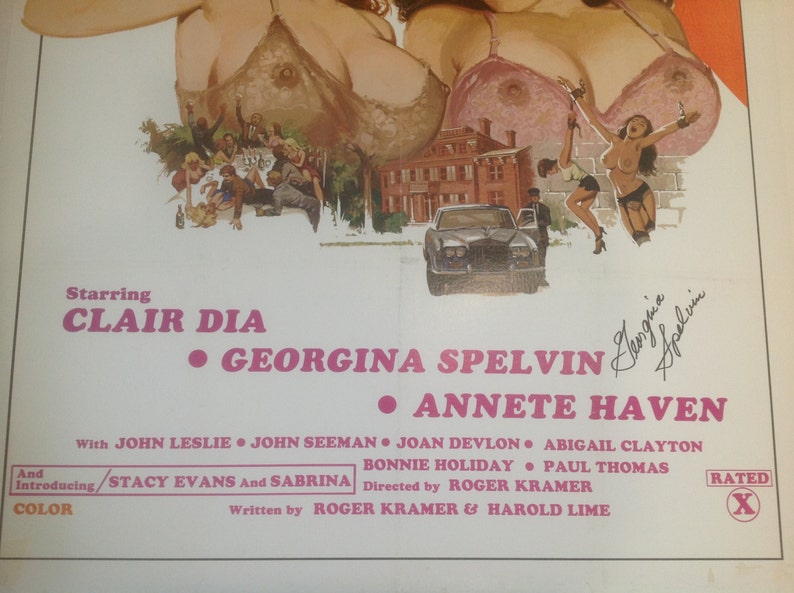 Starring
CLAIR DIA
• GEORGINA SPELVIN
Georgina
Spelvin
• ANNETE HAVEN
With JOHN LESLIE • JOHN SEEMAN • JOAN DEVLON • ABIGAIL CLAYTON
BONNIE HOLIDAY • PAUL THOMAS
And
Introducing / STACY EVANS And SABRINA
Directed by ROGER KRAMER
RATED
X
COLOR
Written by ROGER KRAMER & HAROLD LIME